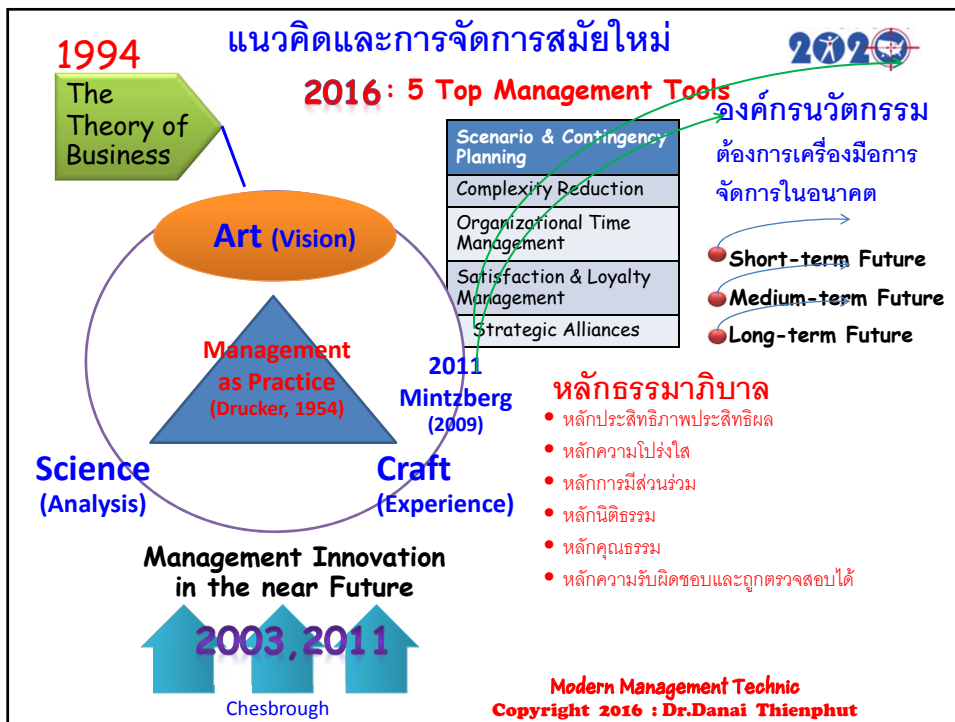 แนวคิดและการจัดการสมัยใหม่
1994
The
Theory of
Business
2020
2016: 5 Top Management Tools
Scenario & Contingency
Planning
Complexity Reduction
Organizational Time
Management
Satisfaction & Loyalty
Management
Strategic Alliances
องค์กรนวัตกรรม
ต้องการเครื่องมือการ
จัดการในอนาคต
Short-term Future
Medium-term Future
Long-term Future
Art (Vision)
Management
as Practice
(Drucker, 1954)
2011
Mintzberg
(2009)
Science
(Analysis)
Craft
(Experience)
หลักธรรมาภิบาล
• หลักประสิทธิภาพประสิทธิผล
• หลักความโปร่งใส
• หลักการมีส่วนร่วม
• หลักนิติธรรม
• หลักคุณธรรม
• หลักความรับผิดชอบและถูกตรวจสอบได้
Management Innovation
in the near Future
2003,2011
Chesbrough
Modern Management Technic
Copyright 2016 : Dr.Danai Thienphut